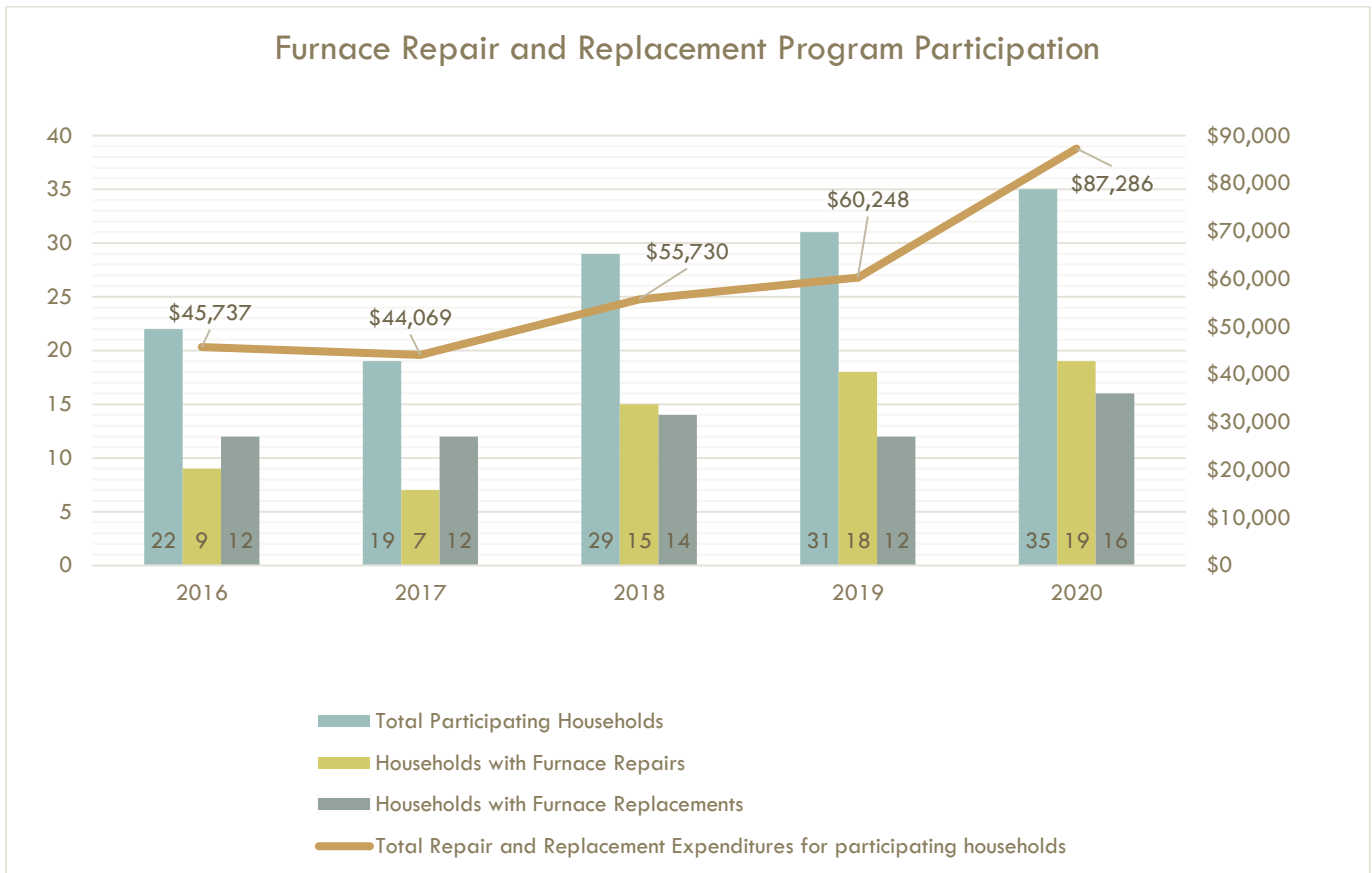 Furnace Repair and Replacement Program Participation
40
35
30
25
20
15
10
5
0
$90,000
$80,000
$70,000
$60,000
$50,000
$40,000
$30,000
$20,000
$10,000
$0
$45,737
$44,069
$55,730
$60,248
$87,286
22 9 12
19 7 12
29 15 14
31 18 12
35 19 16
2016
2017
2018
2019
2020
Total Participating Households
Households with Furnace Repairs
Households with Furnace Replacements
Total Repair and Replacement Expenditures for participating households